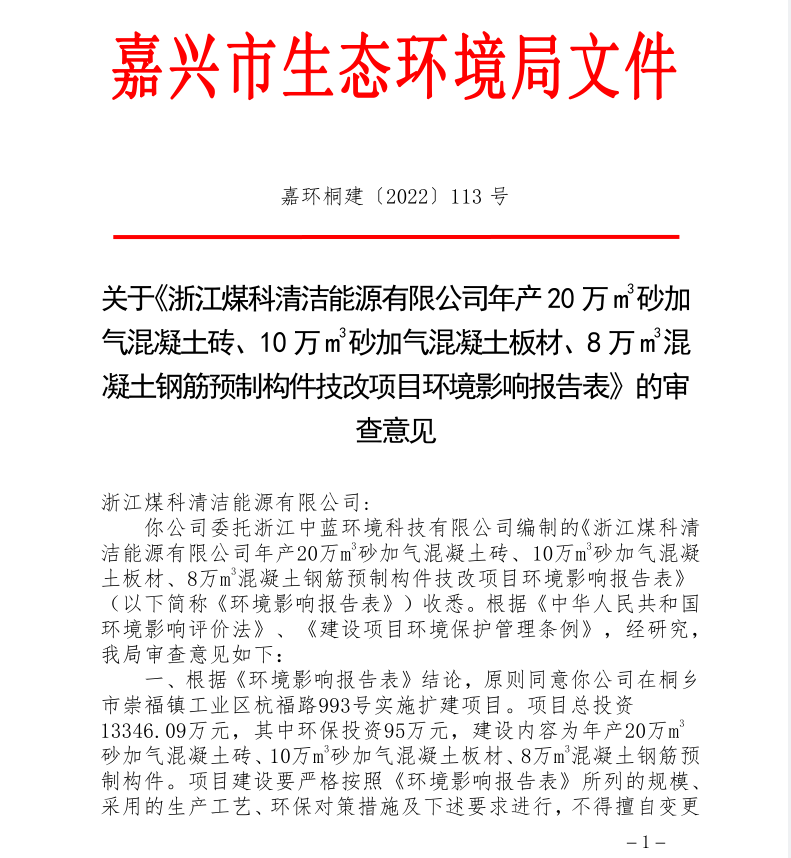 嘉兴市生态环境局文件
嘉环桐建〔2022〕113 号
关于《浙江煤科清洁能源有限公司年产 20 万 m³砂加
气混凝土砖、10 万 m³砂加气混凝土板材、8 万 m³混
凝土钢筋预制构件技改项目环境影响报告表》的审
查意见
浙江煤科清洁能源有限公司:
你公司委托浙江中蓝环境科技有限公司编制的《浙江煤科清
洁能源有限公司年产20万m³砂加气混凝土砖、10万m³砂加气混凝
土板材、8万m³混凝土钢筋预制构件技改项目环境影响报告表》
（以下简称《环境影响报告表》）收悉。根据《中华人民共和国
环境影响评价法》、《建设项目环境保护管理条例》，经研究，
我局审查意见如下：
一、根据《环境影响报告表》结论，原则同意你公司在桐乡
市崇福镇工业区杭福路993号实施扩建项目。项目总投资
13346.09万元，其中环保投资95万元，建设内容为年产20万m³
砂加气混凝土砖、10万m³砂加气混凝土板材、8万m³混凝土钢筋预
制构件。项目建设要严格按照《环境影响报告表》所列的规模、
采用的生产工艺、环保对策措施及下述要求进行，不得擅自变更
－1－